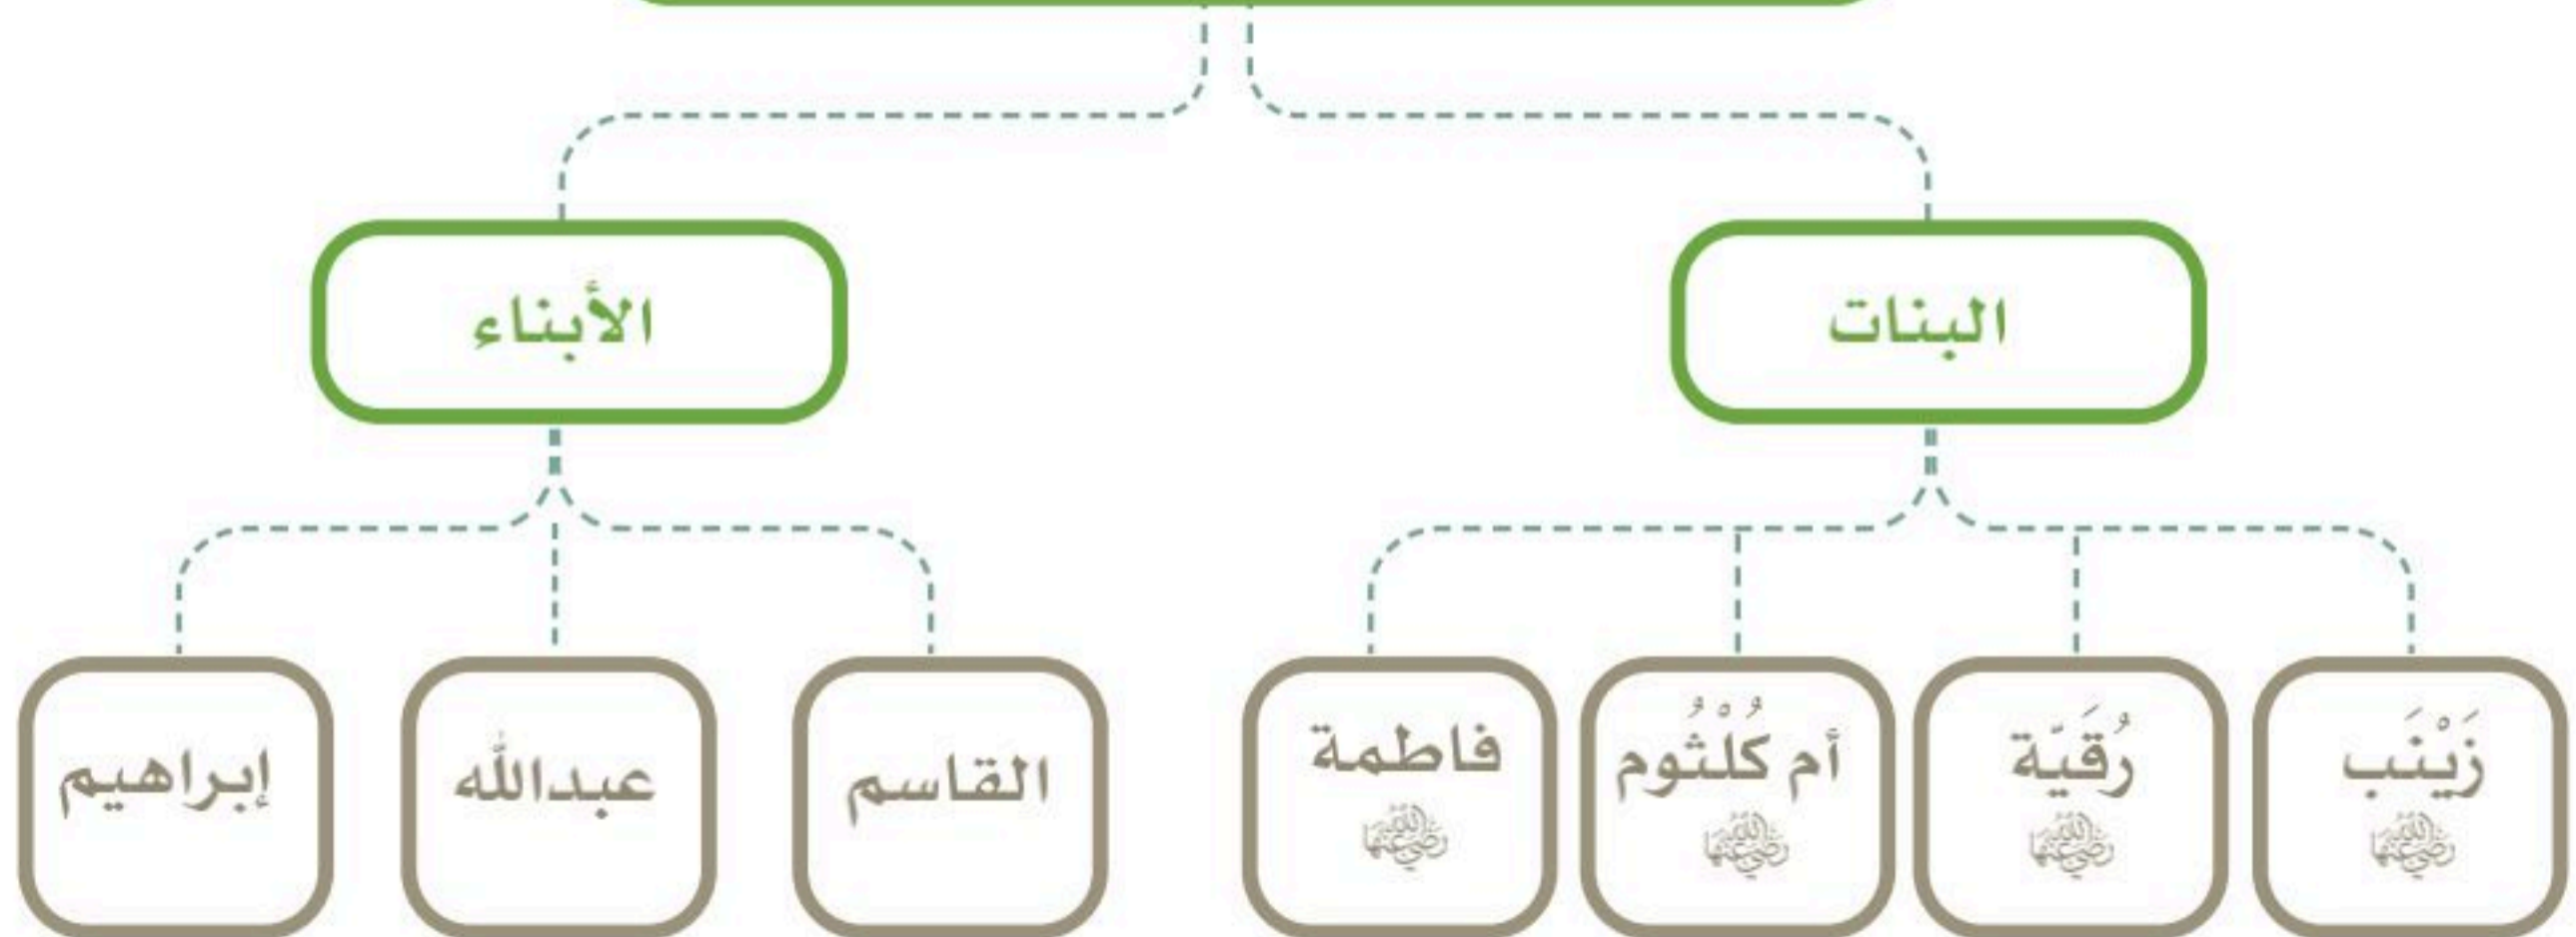 البنات
الأبناء
زَيْنَب
رضي الله عنها
رُقَيَّة
رضي الله عنها
أم كُلْثُوم
رضي الله عنها
فاطمة
رضي الله عنها
القاسم
عبدالله
إبراهيم